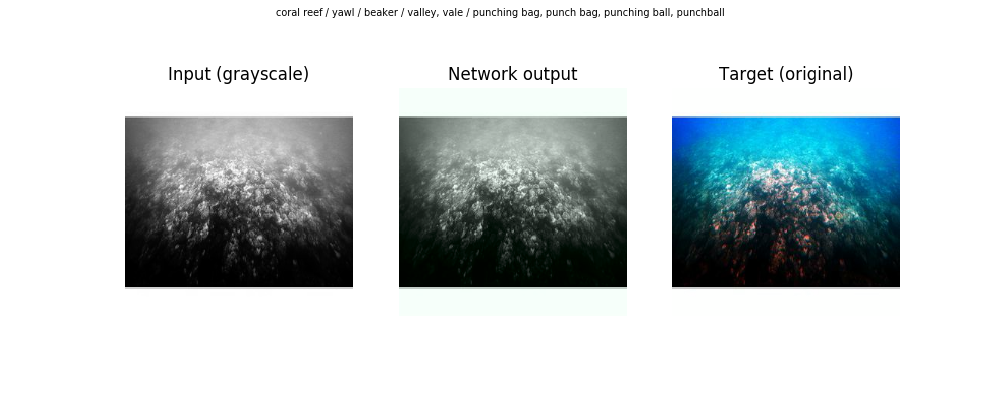 coral reef / yawl / beaker / valley, vale / punching bag, punch bag, punching ball, punchball
Input (grayscale)
Network output
Target (original)